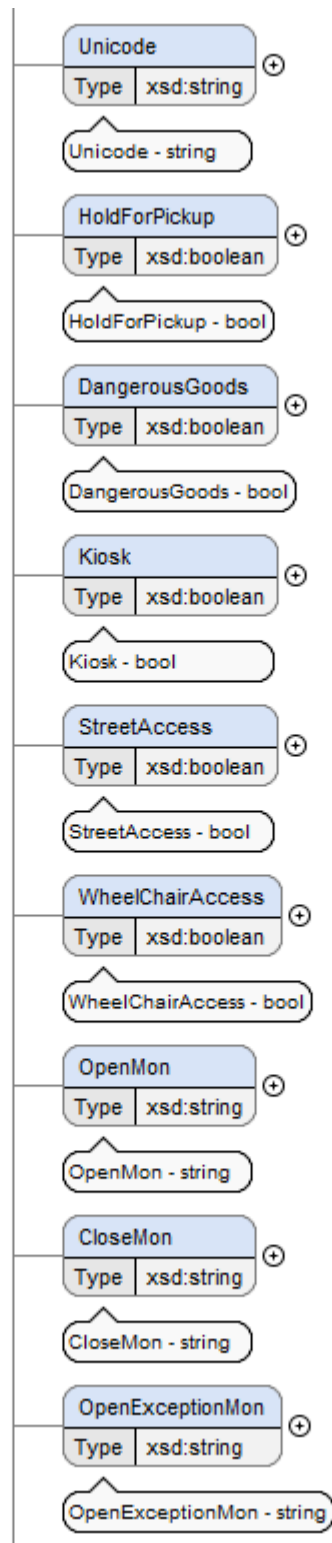 Unicode
Type xsd:string
Unicode - string
HoldForPickup
Type xsd:boolean
HoldForPickup - bool
DangerousGoods
Type xsd:boolean
DangerousGoods - bool
Kiosk
Type xsd:boolean
Kiosk - bool
StreetAccess
Type xsd:boolean
StreetAccess - bool
WheelChairAccess
Type xsd:boolean
WheelChairAccess - bool
OpenMon
Type xsd:string
OpenMon - string
CloseMon
Type xsd:string
CloseMon - string
OpenExceptionMon
Type xsd:string
OpenExceptionMon - string